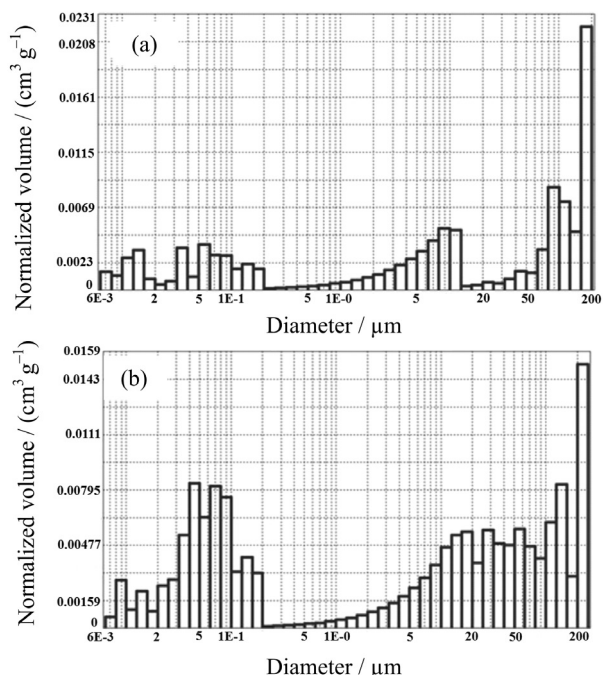 (a)
Normalized volume / (cm³ g⁻¹)
0.0231
0.0208
0.0161
0.0115
0.0069
0.0023
0
6E-3 2 5 1E-1 5 1E-0 5 20 50 200
Diameter / µm
(b)
Normalized volume / (cm³ g⁻¹)
0.0159
0.0143
0.0111
0.00795
0.00477
0.00159
0
6E-3 2 5 1E-1 5 1E-0 5 20 50 200
Diameter / µm